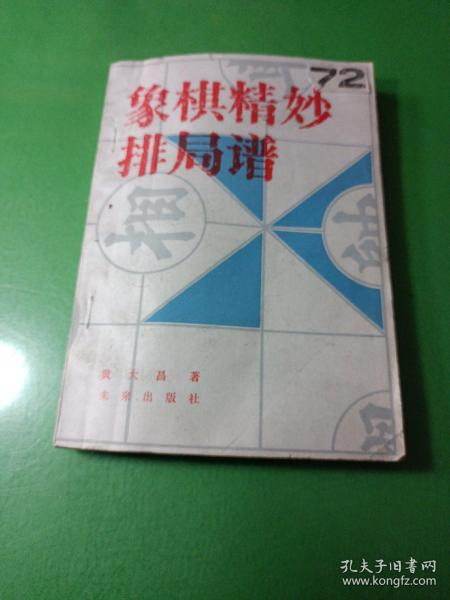 72
象棋精妙
排局谱
相
黄大昌 著
未来出版社
孔夫子旧书网
www.kongfz.com